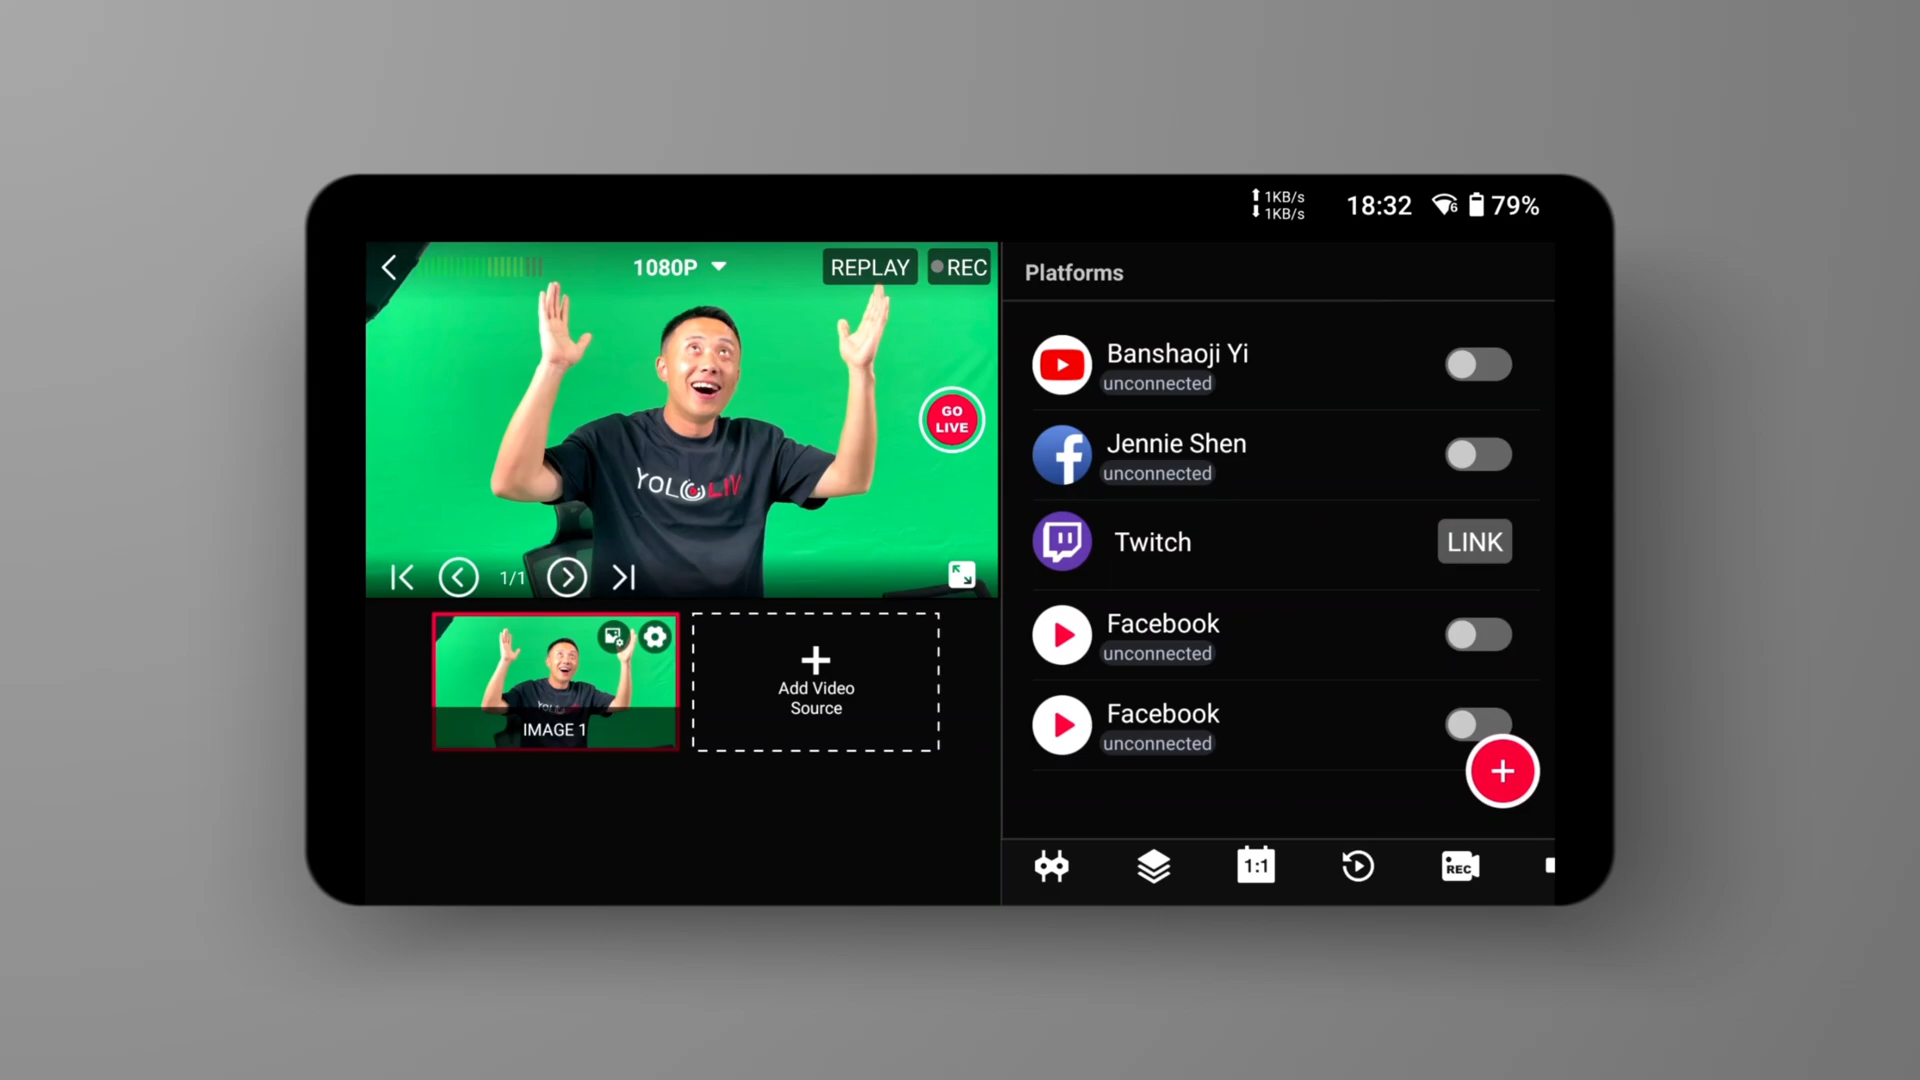 1KB/s
1KB/s
18:32
6
79%
1080P
REPLAY
REC
GO
LIVE
YOLOLIV
1/1
IMAGE 1
Add Video
Source
Platforms
Banshaoji Yi
unconnected
Jennie Shen
unconnected
Twitch
LINK
Facebook
unconnected
Facebook
unconnected
1:1
REC